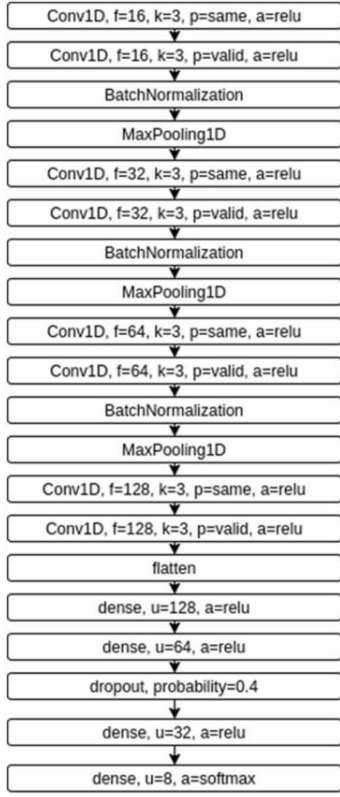 Conv1D, f=16, k=3, p=same, a=relu
Conv1D, f=16, k=3, p=valid, a=relu
BatchNormalization
MaxPooling1D
Conv1D, f=32, k=3, p=same, a=relu
Conv1D, f=32, k=3, p=valid, a=relu
BatchNormalization
MaxPooling1D
Conv1D, f=64, k=3, p=same, a=relu
Conv1D, f=64, k=3, p=valid, a=relu
BatchNormalization
MaxPooling1D
Conv1D, f=128, k=3, p=same, a=relu
Conv1D, f=128, k=3, p=valid, a=relu
flatten
dense, u=128, a=relu
dense, u=64, a=relu
dropout, probability=0.4
dense, u=32, a=relu
dense, u=8, a=softmax